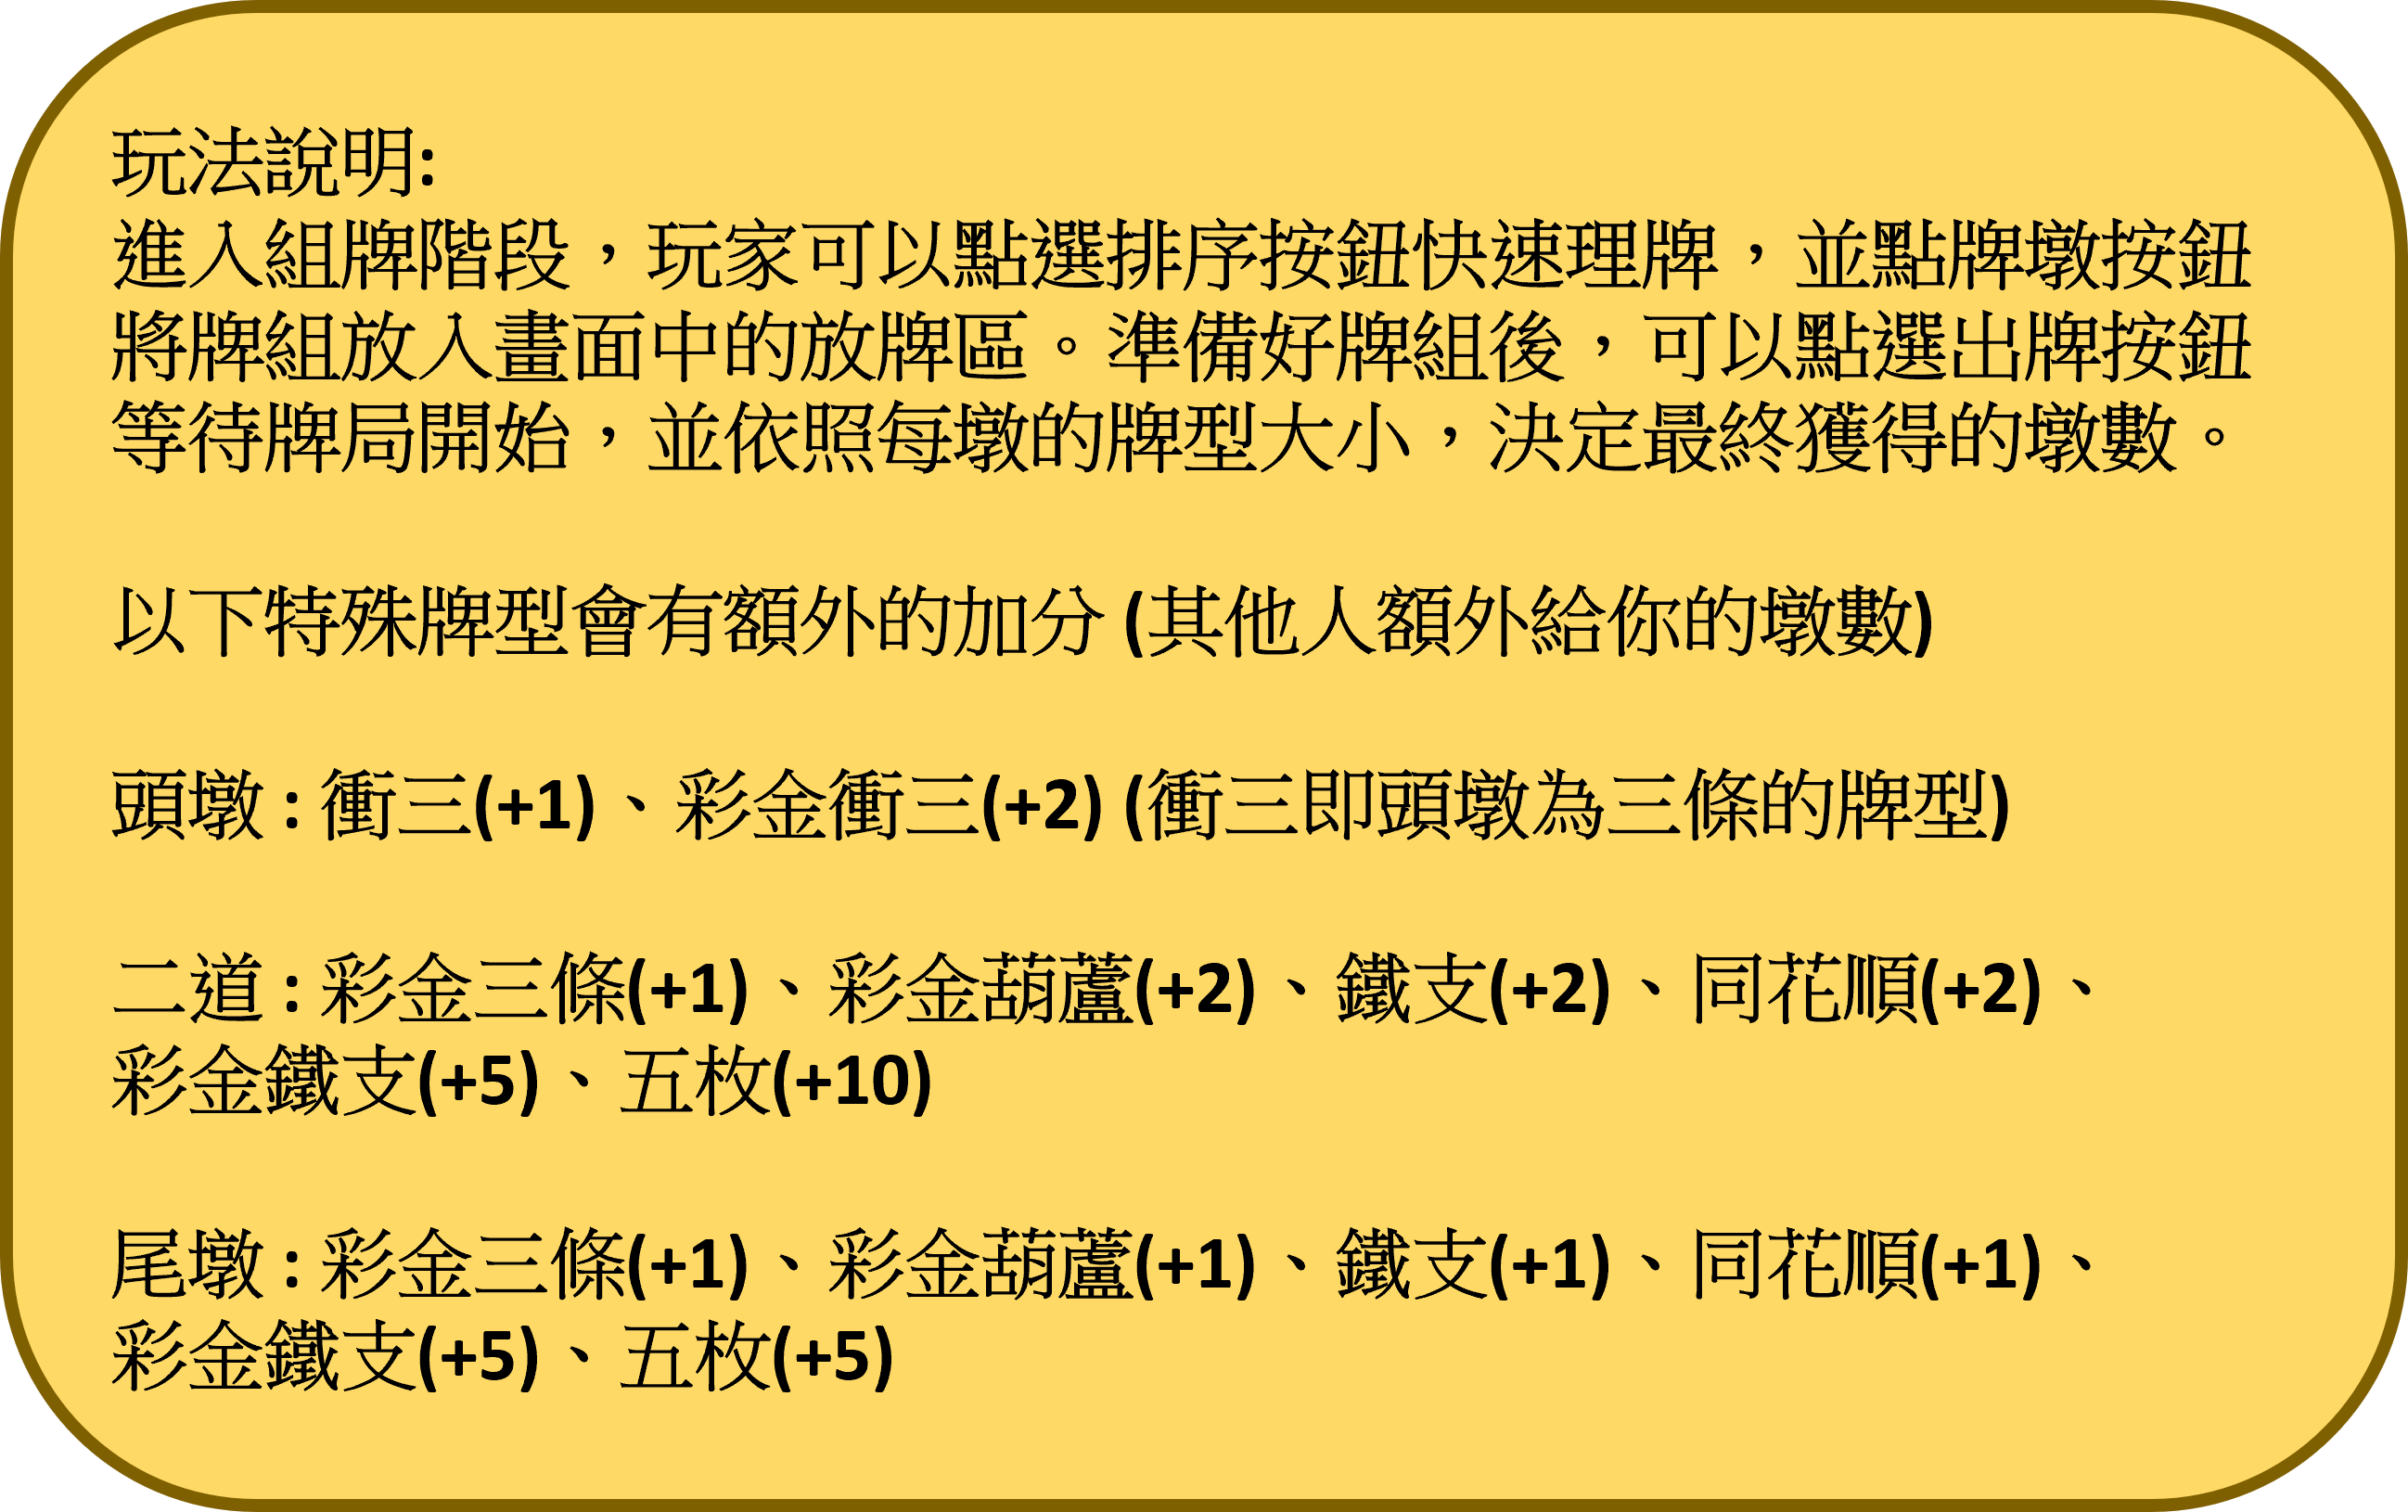 玩法說明:
進入組牌階段，玩家可以點選排序按鈕快速理牌，並點牌墩按鈕
將牌組放入畫面中的放牌區。準備好牌組後，可以點選出牌按鈕
等待牌局開始，並依照每墩的牌型大小，決定最終獲得的墩數。
以下特殊牌型會有額外的加分 (其他人額外給你的墩數)
頭墩 : 衝三(+1)、彩金衝三(+2) (衝三即頭墩為三條的牌型)
二道 : 彩金三條(+1)、彩金葫蘆(+2)、鐵支(+2)、同花順(+2)、
彩金鐵支(+5)、五枚(+10)
尾墩 : 彩金三條(+1)、彩金葫蘆(+1)、鐵支(+1)、同花順(+1)、
彩金鐵支(+5)、五枚(+5)